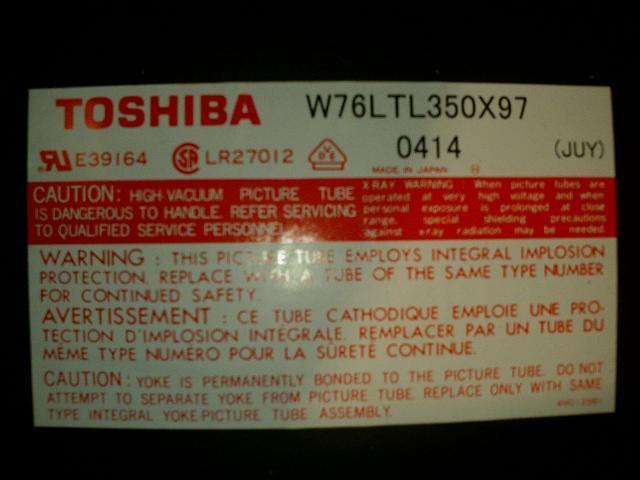 TOSHIBA W76LTL350X97
E39164 LR27012 VDE 0414 (JUY)
MADE IN JAPAN H
CAUTION: HIGH-VACUUM PICTURE TUBE
IS DANGEROUS TO HANDLE. REFER SERVICING
TO QUALIFIED SERVICE PERSONNEL
X-RAY WARNING : When picture tubes are
operated at very high voltage and when
personal exposure is prolonged at close
range, special shielding precautions
against x-ray radiation may be needed.
WARNING : THIS PICTURE TUBE EMPLOYS INTEGRAL IMPLOSION
PROTECTION. REPLACE WITH A TUBE OF THE SAME TYPE NUMBER
FOR CONTINUED SAFETY.
AVERTISSEMENT : CE TUBE CATHODIQUE EMPLOIE UNE PRO-
TECTION D'IMPLOSION INTÉGRALE. REMPLACER PAR UN TUBE DU
MÊME TYPE NUMÉRO POUR LA SÛRETÉ CONTINUE.
CAUTION: YOKE IS PERMANENTLY BONDED TO THE PICTURE TUBE. DO NOT
ATTEMPT TO SEPARATE YOKE FROM PICTURE TUBE. REPLACE ONLY WITH SAME
TYPE INTEGRAL YOKE-PICTURE TUBE ASSEMBLY.